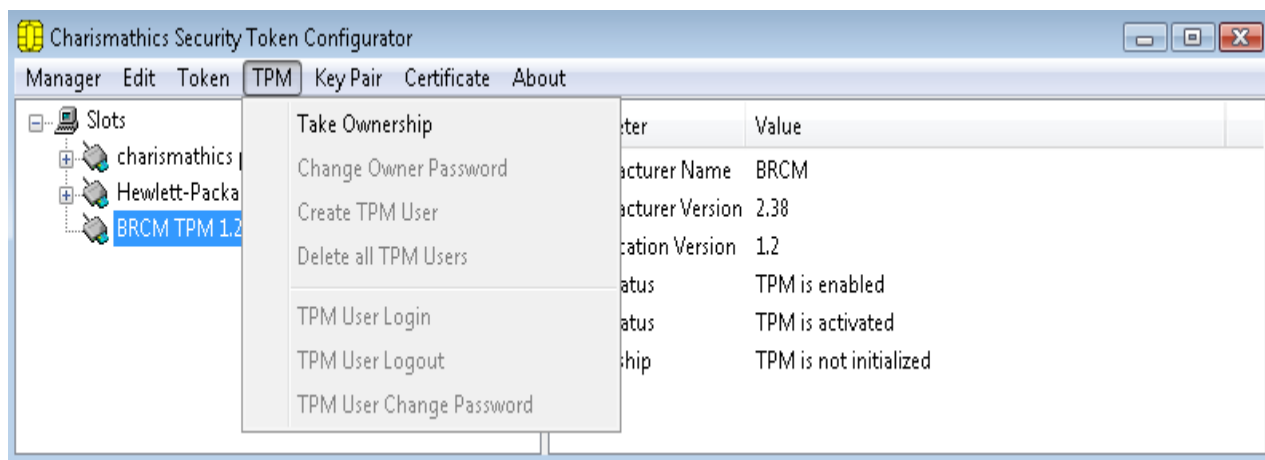 Charismathics Security Token Configurator
Manager Edit Token TPM Key Pair Certificate About
Slots
charismathics
Hewlett-Packa
BRCM TPM 1.2
Take Ownership
Change Owner Password
Create TPM User
Delete all TPM Users
TPM User Login
TPM User Logout
TPM User Change Password
ter Value
acturer Name BRCM
acturer Version 2.38
cation Version 1.2
atus TPM is enabled
atus TPM is activated
ship TPM is not initialized